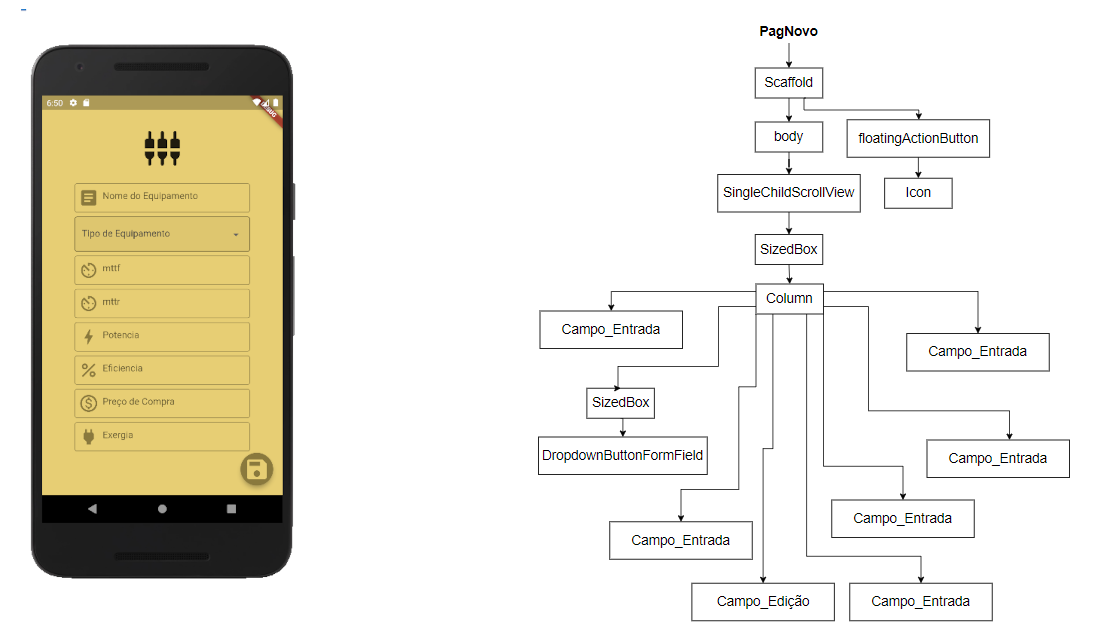 6:50
DEBUG
Nome do Equipamento
Tipo de Equipamento
mttf
mttr
Potencia
Eficiencia
Preço de Compra
Exergia
PagNovo
Scaffold
body
floatingActionButton
SingleChildScrollView
Icon
SizedBox
Column
Campo_Entrada
Campo_Entrada
SizedBox
DropdownButtonFormField
Campo_Entrada
Campo_Entrada
Campo_Entrada
Campo_Edição
Campo_Entrada